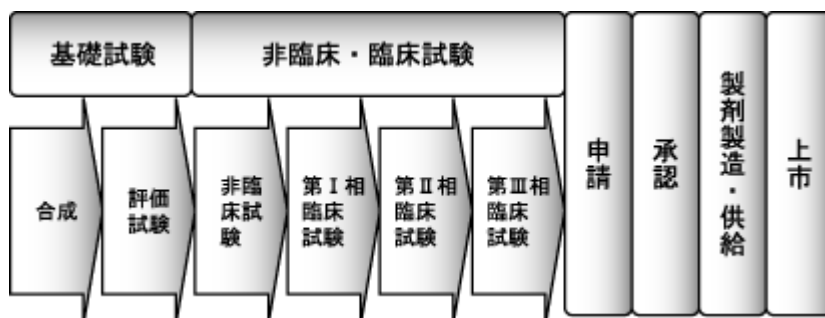 基礎試験
非臨床・臨床試験
合成
評価
試験
非臨
床試
験
第Ⅰ相
臨床
試験
第Ⅱ相
臨床
試験
第Ⅲ相
臨床
試験
申請
承認
製剤製造・供給
上市